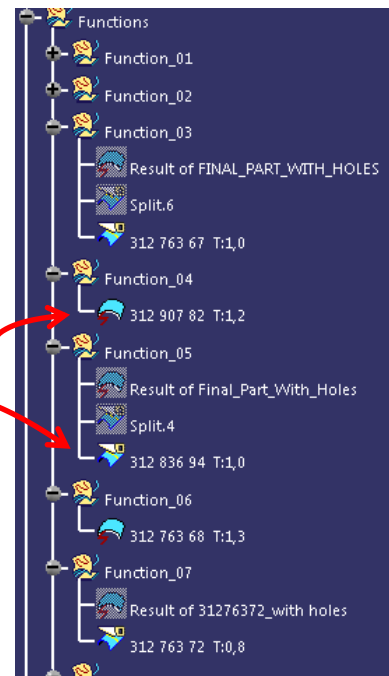 Functions
Function_01
Function_02
Function_03
Result of FINAL_PART_WITH_HOLES
Split.6
312 763 67 T:1,0
Function_04
312 907 82 T:1,2
Function_05
Result of Final_Part_With_Holes
Split.4
312 836 94 T:1,0
Function_06
312 763 68 T:1,3
Function_07
Result of 31276372_with holes
312 763 72 T:0,8